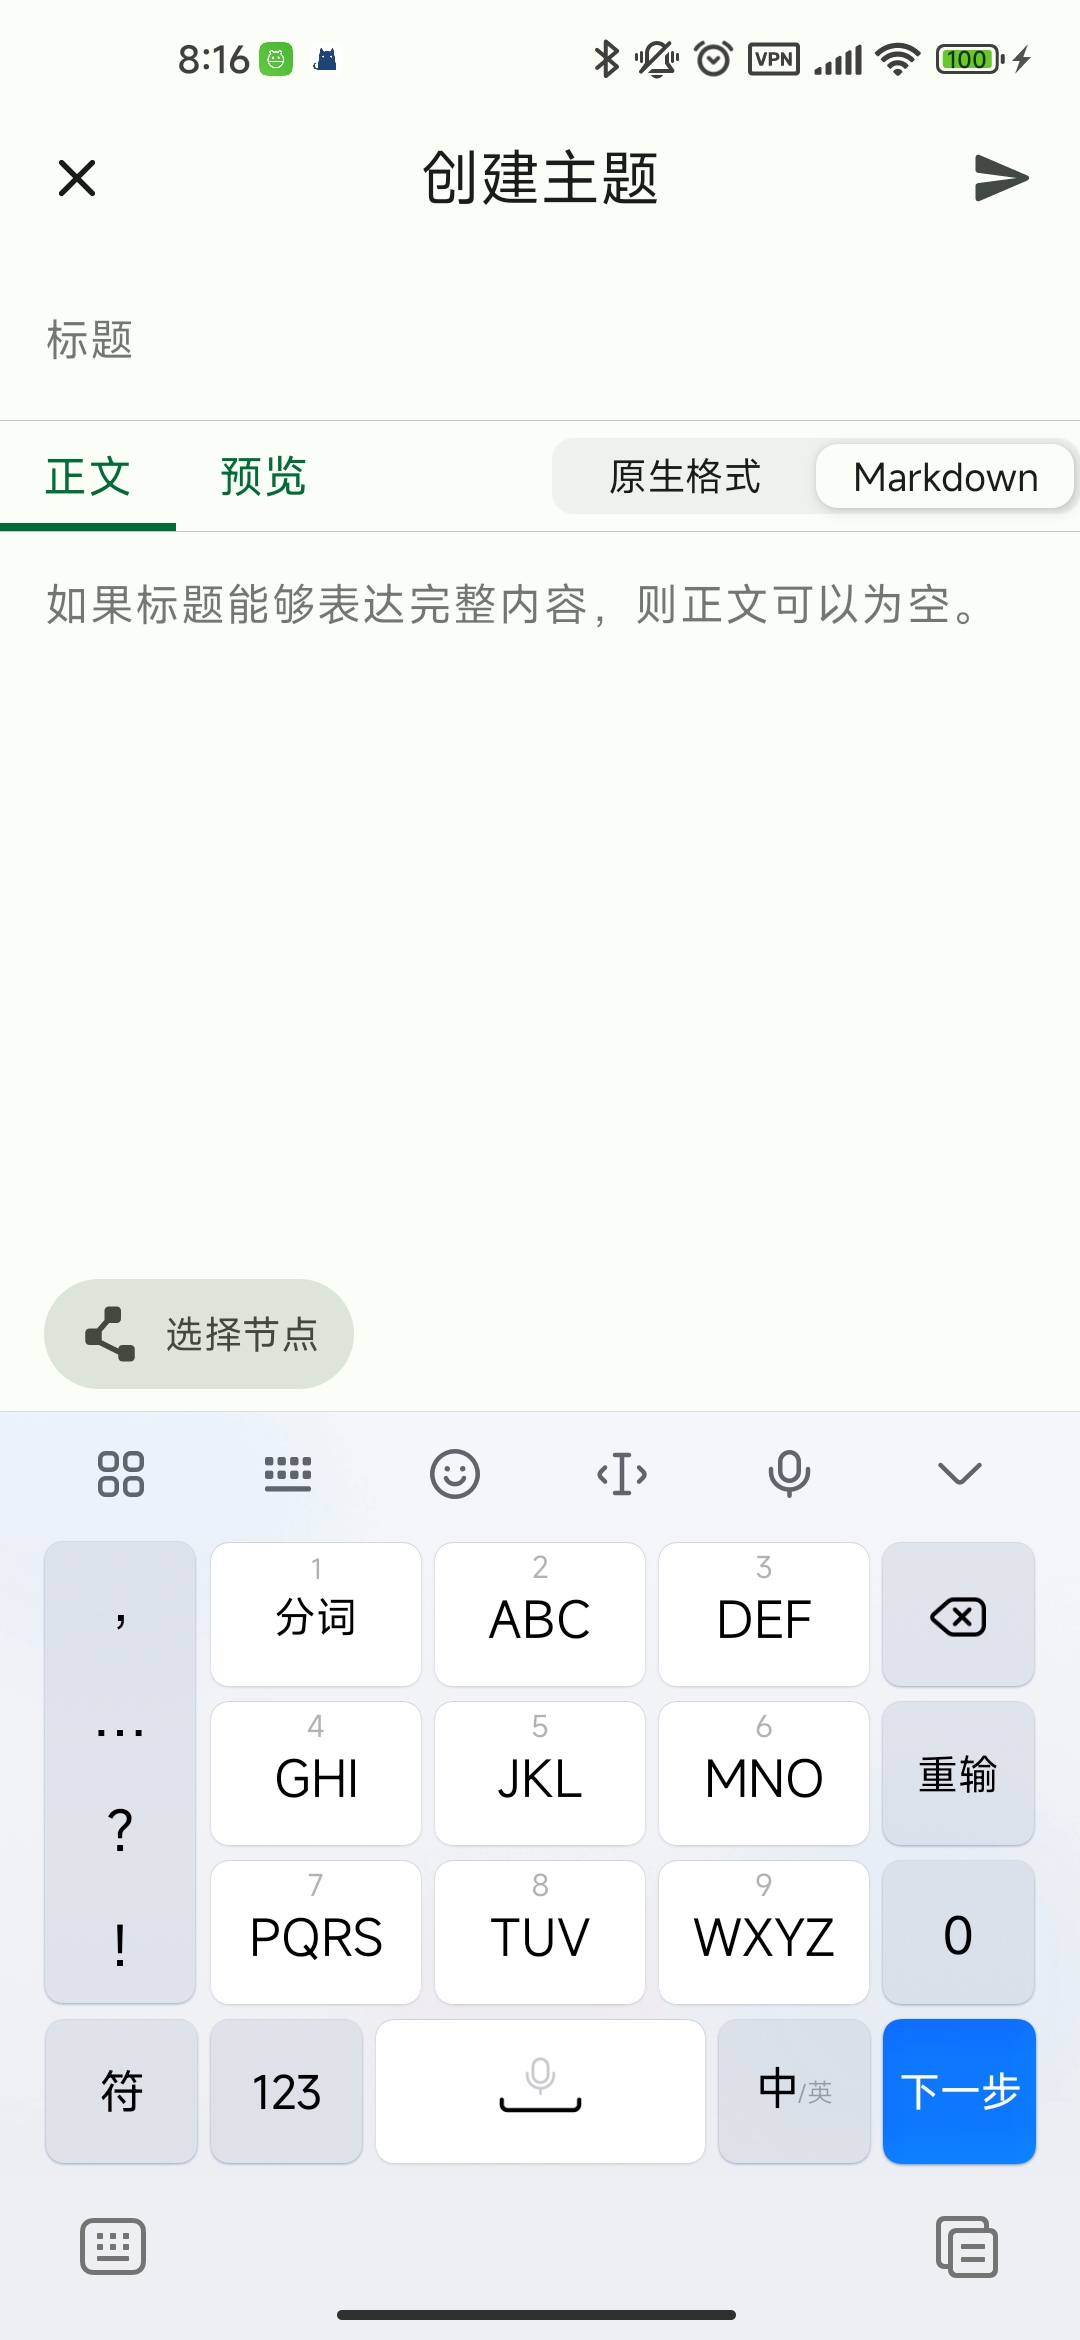 8:16 VPN 100
创建主题
标题
正文 预览 原生格式 Markdown
如果标题能够表达完整内容，则正文可以为空。
选择节点
, 1 分词 2 ABC 3 DEF
… 4 GHI 5 JKL 6 MNO 重输
?
! 7 PQRS 8 TUV 9 WXYZ 0
符 123 中/英 下一步